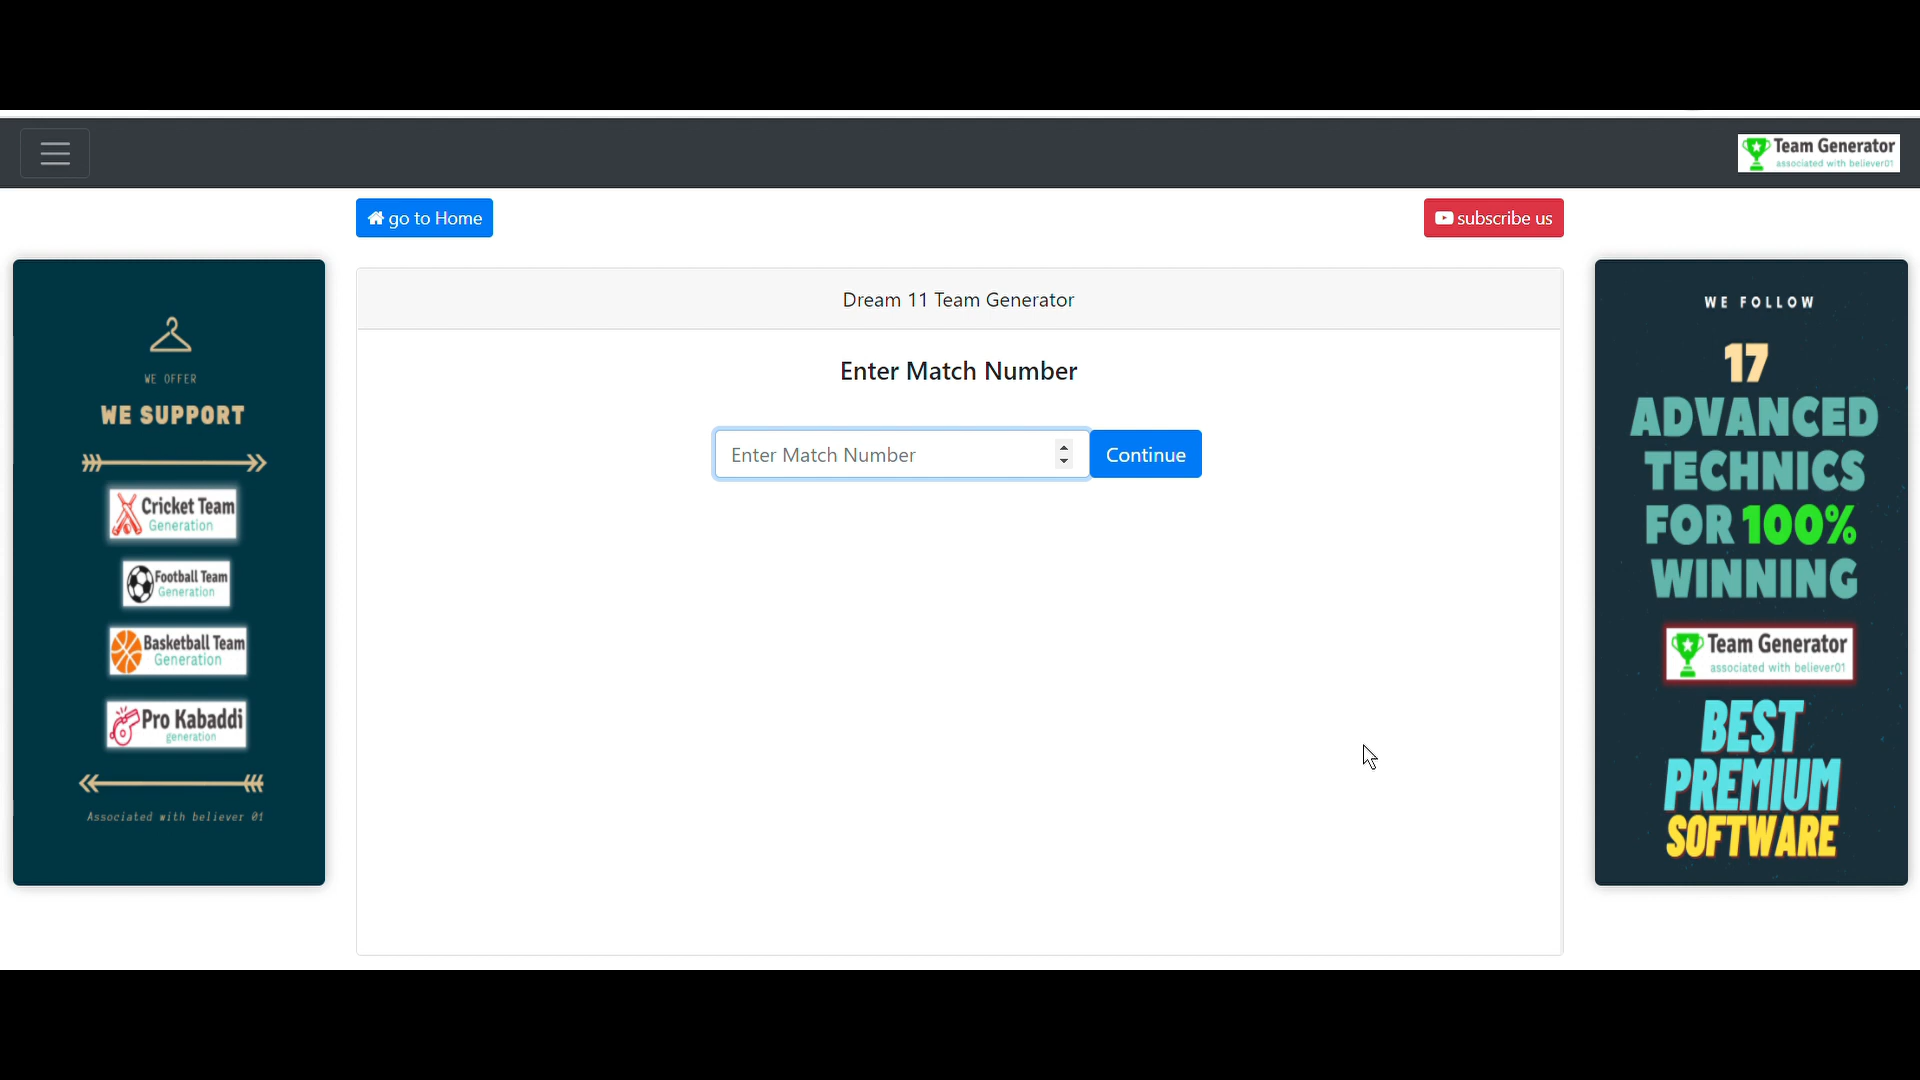 Team Generator
associated with believer01
go to Home
subscribe us
WE OFFER
WE SUPPORT
Cricket Team
Generation
Football Team
Generation
Basketball Team
Generation
Pro Kabaddi
generation
Associated with believer 01
Dream 11 Team Generator
Enter Match Number
Enter Match Number
Continue
WE FOLLOW
17
ADVANCED
TECHNICS
FOR 100%
WINNING
Team Generator
associated with believer01
BEST
PREMIUM
SOFTWARE